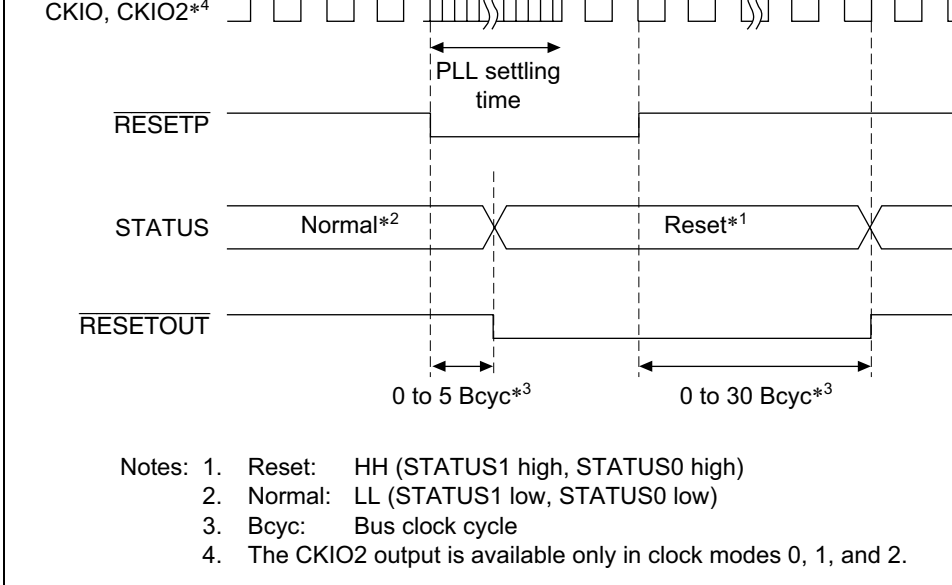 CKIO, CKIO2*4
PLL settling
time
RESETP
STATUS Normal*2 Reset*1
RESETOUT
0 to 5 Bcyc*3 0 to 30 Bcyc*3
Notes: 1. Reset: HH (STATUS1 high, STATUS0 high)
2. Normal: LL (STATUS1 low, STATUS0 low)
3. Bcyc: Bus clock cycle
4. The CKIO2 output is available only in clock modes 0, 1, and 2.